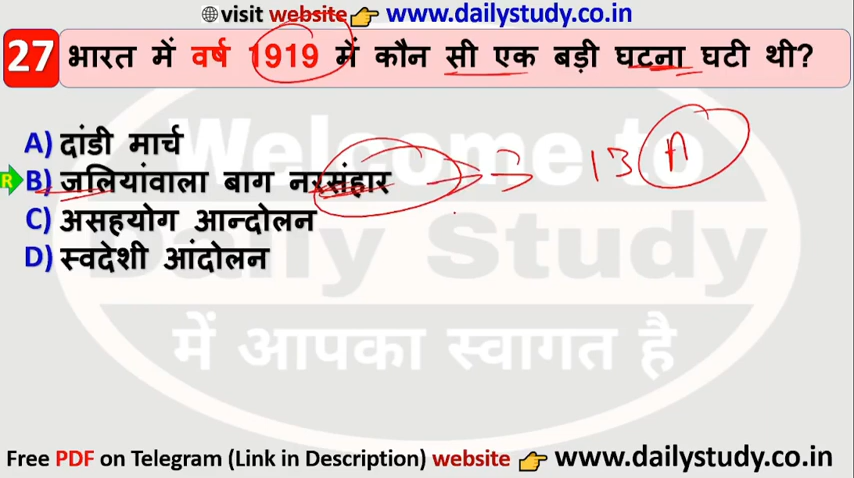 visit website 👉 www.dailystudy.co.in
27 भारत में वर्ष 1919 में कौन सी एक बड़ी घटना घटी थी?
A) दांडी मार्च
R B) जलियांवाला बाग नरसंहार 13 A
C) असहयोग आन्दोलन
D) स्वदेशी आंदोलन
Welcome to
Daily Study
में आपका स्वागत है
Free PDF on Telegram (Link in Description) website 👉 www.dailystudy.co.in